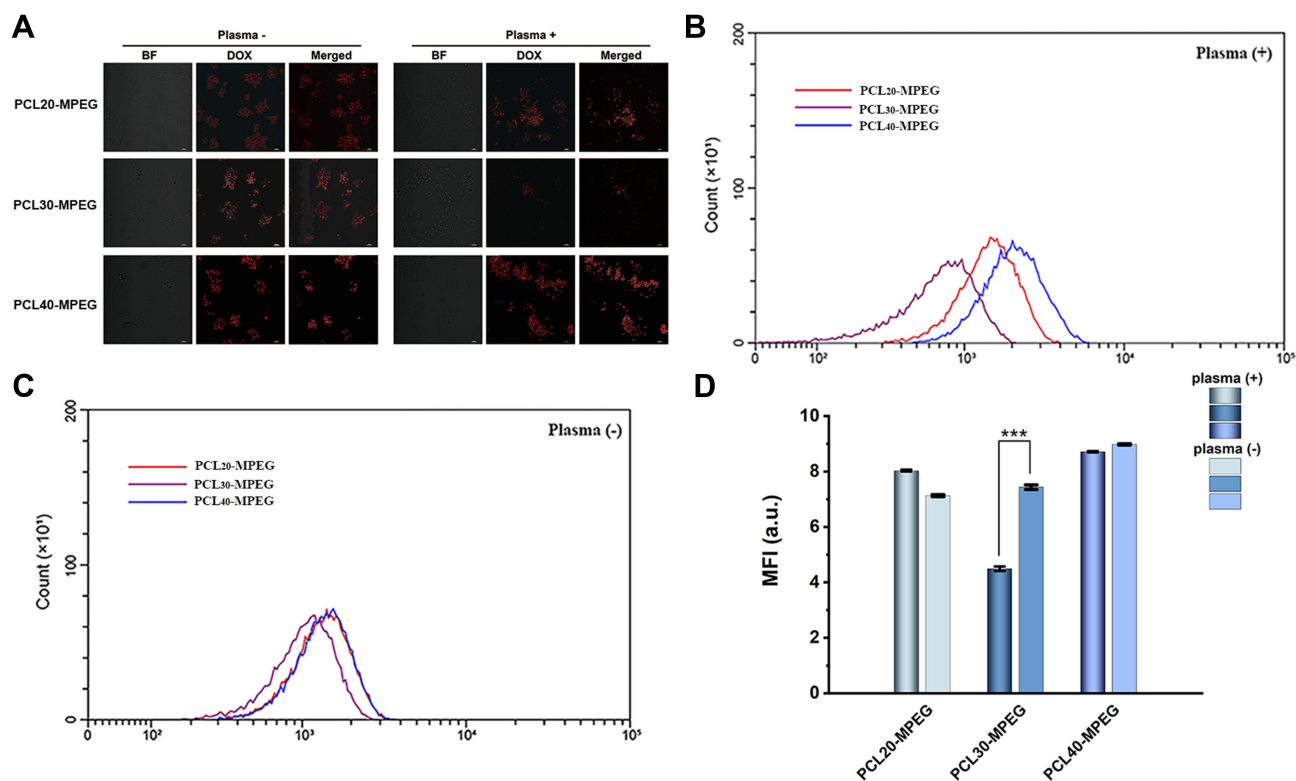 A
Plasma -
Plasma +
BF
DOX
Merged
BF
DOX
Merged
PCL20-MPEG
PCL30-MPEG
PCL40-MPEG
B
Plasma (+)
PCL20-MPEG
PCL30-MPEG
PCL40-MPEG
Count (×10¹)
200
100
0
0
10²
10³
10⁴
10⁵
C
Plasma (-)
PCL20-MPEG
PCL30-MPEG
PCL40-MPEG
Count (×10¹)
200
100
0
0
10²
10³
10⁴
10⁵
D
plasma (+)
plasma (-)
MFI (a.u.)
10
8
6
4
2
0
***
PCL20-MPEG
PCL30-MPEG
PCL40-MPEG